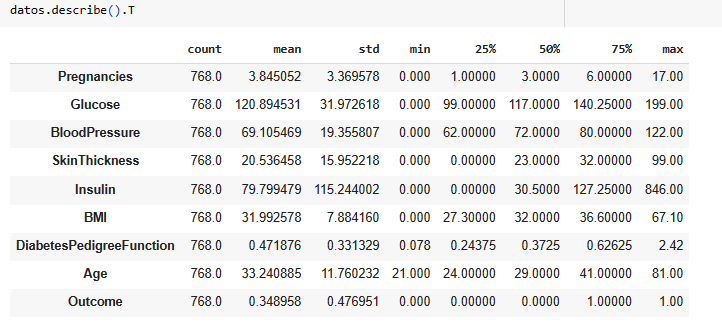 datos.describe().T
count mean std min 25% 50% 75% max
Pregnancies 768.0 3.845052 3.369578 0.000 1.00000 3.0000 6.00000 17.00
Glucose 768.0 120.894531 31.972618 0.000 99.00000 117.0000 140.25000 199.00
BloodPressure 768.0 69.105469 19.355807 0.000 62.00000 72.0000 80.00000 122.00
SkinThickness 768.0 20.536458 15.952218 0.000 0.00000 23.0000 32.00000 99.00
Insulin 768.0 79.799479 115.244002 0.000 0.00000 30.5000 127.25000 846.00
BMI 768.0 31.992578 7.884160 0.000 27.30000 32.0000 36.60000 67.10
DiabetesPedigreeFunction 768.0 0.471876 0.331329 0.078 0.24375 0.3725 0.62625 2.42
Age 768.0 33.240885 11.760232 21.000 24.00000 29.0000 41.00000 81.00
Outcome 768.0 0.348958 0.476951 0.000 0.00000 0.0000 1.00000 1.00